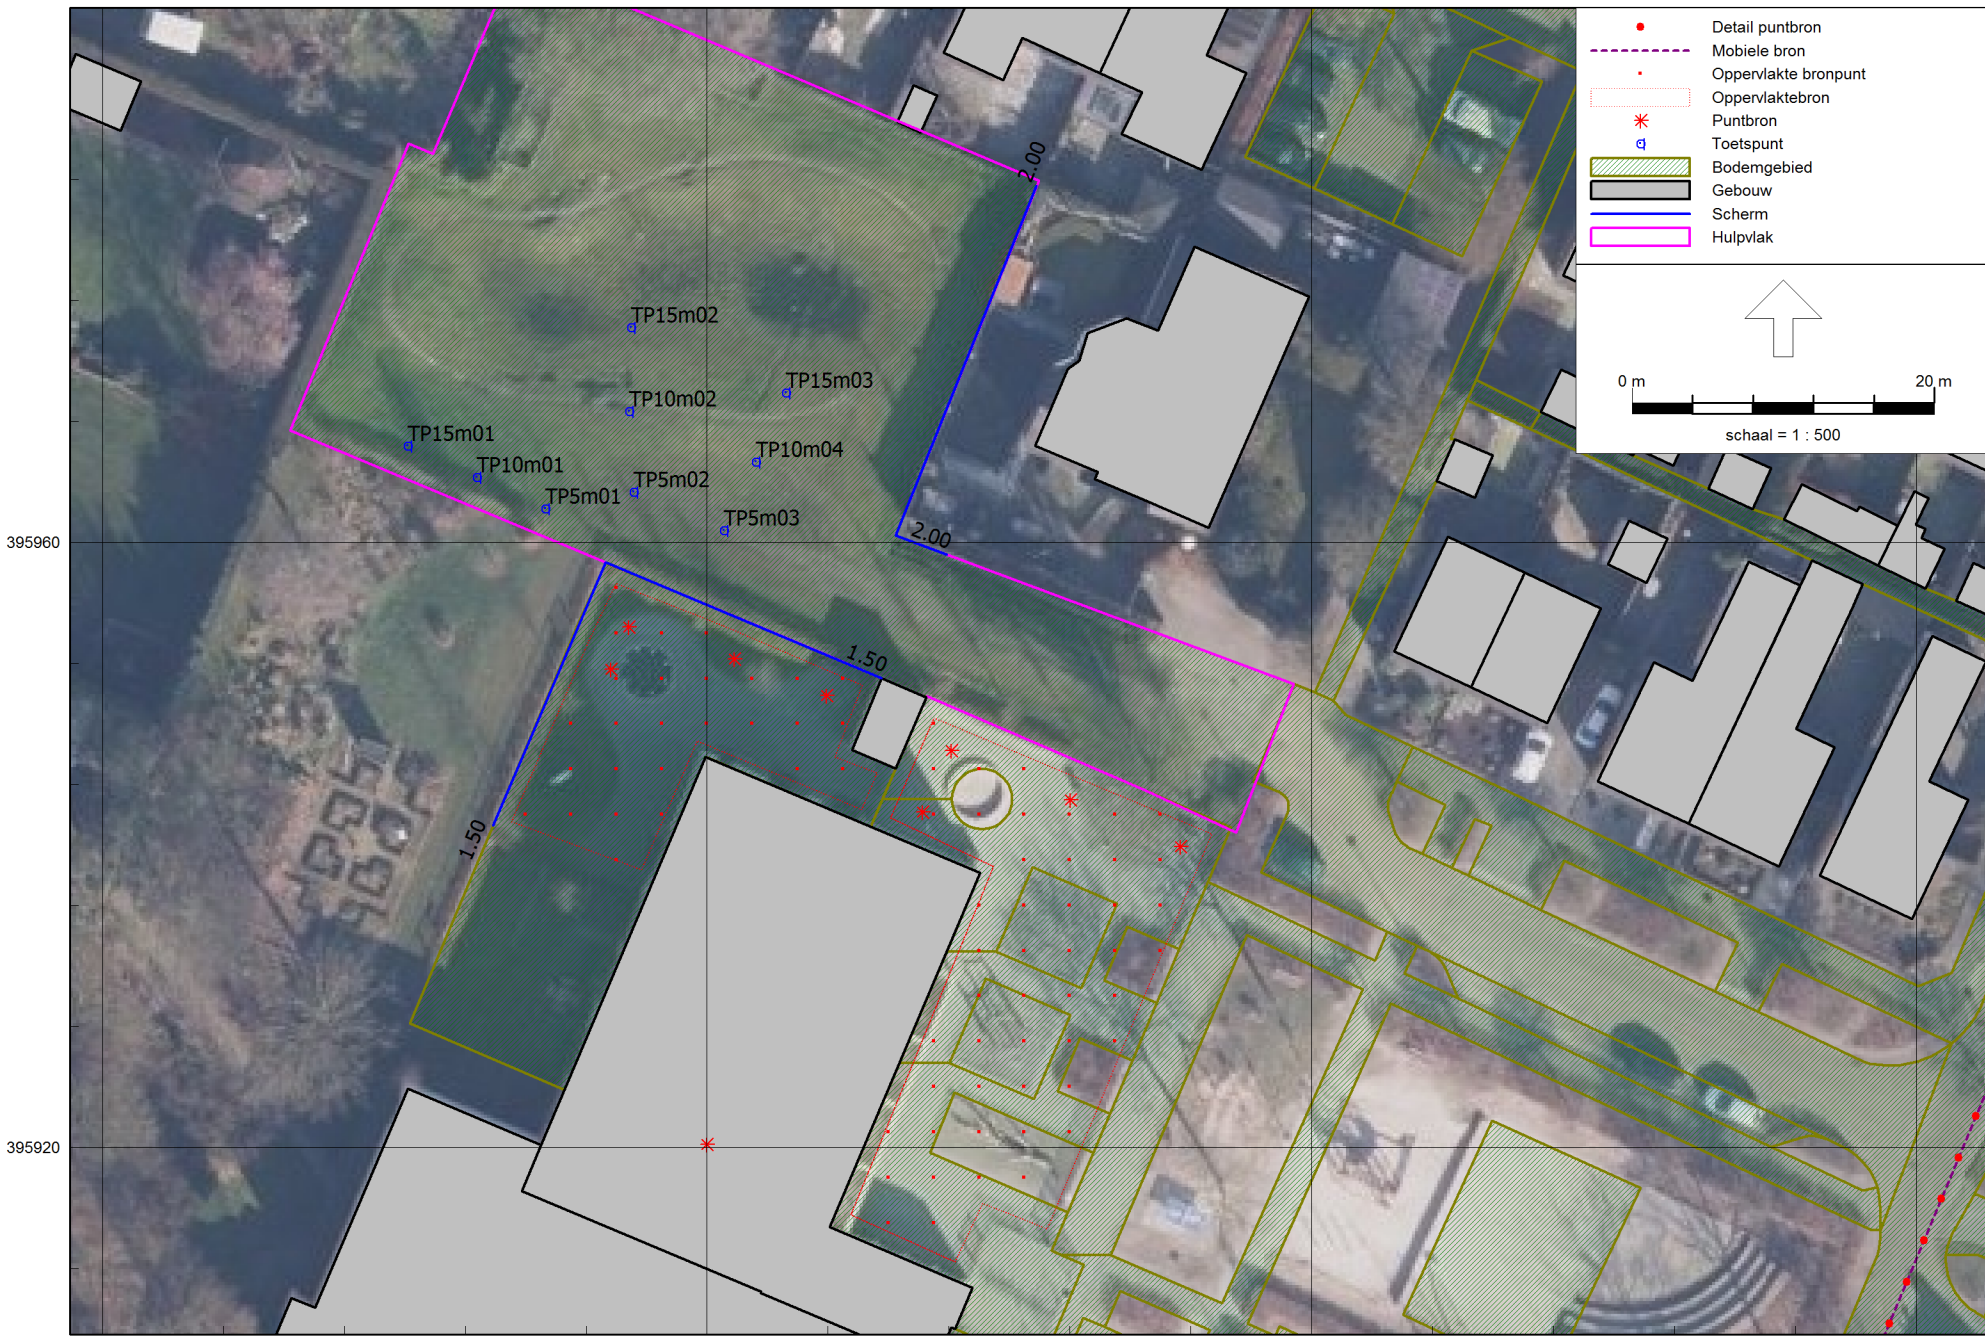 Detail puntbron
Mobiele bron
Oppervlakte bronpunt
Oppervlaktebron
Puntbron
Toetspunt
Bodemgebied
Gebouw
Scherm
Hulpvlak
0 m 20 m
schaal = 1 : 500
2.00
TP15m02
TP15m03
TP10m02
TP15m01
TP10m04
TP10m01
TP5m02
TP5m01
TP5m03
2.00
395960
1.50
1.50
395920